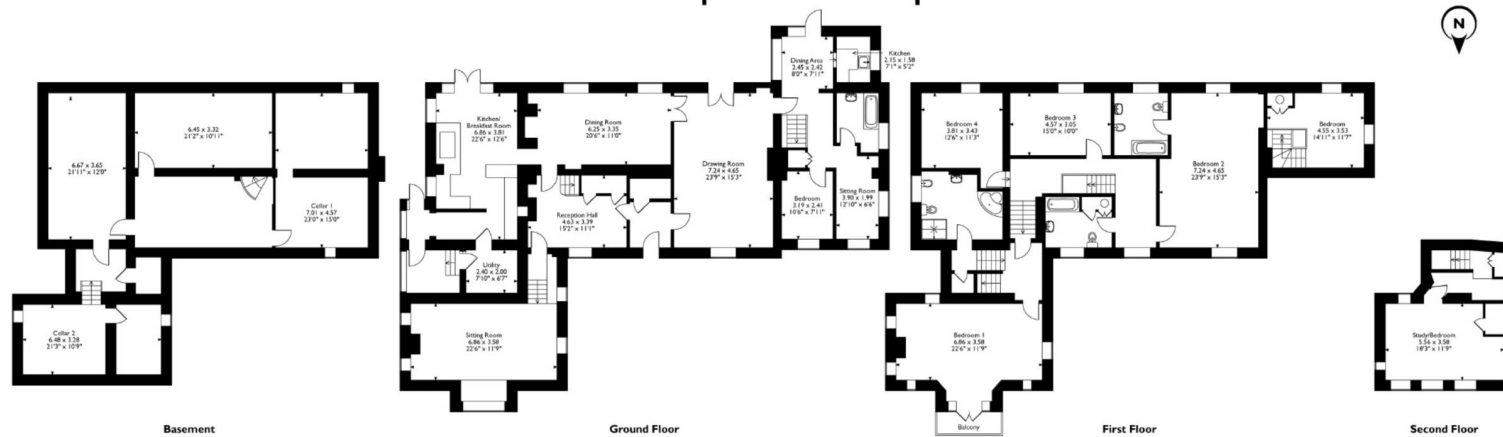 N
6.67 x 3.65
21'11" x 12'0"
6.45 x 3.32
21'2" x 10'11"
Cellar 1
7.01 x 4.57
23'0" x 15'0"
Cellar 2
6.48 x 3.28
21'3" x 10'9"
Basement
Kitchen/
Breakfast Room
6.86 x 3.81
22'6" x 12'6"
Dining Room
6.25 x 3.35
20'6" x 11'0"
Drawing Room
7.24 x 4.65
23'9" x 15'3"
Dining Area
2.45 x 2.42
8'0" x 7'11"
Kitchen
2.15 x 1.58
7'1" x 5'2"
Reception Hall
4.63 x 3.39
15'2" x 11'1"
Bedroom
3.19 x 2.41
10'6" x 7'11"
Sitting Room
3.90 x 1.99
12'10" x 6'6"
Utility
2.40 x 2.00
7'10" x 6'7"
Sitting Room
6.86 x 3.58
22'6" x 11'9"
Ground Floor
Bedroom 4
3.81 x 3.43
12'6" x 11'3"
Bedroom 3
4.57 x 3.05
15'0" x 10'0"
Bedroom 2
7.24 x 4.65
23'9" x 15'3"
Bedroom
4.55 x 3.53
14'11" x 11'7"
Bedroom 1
6.86 x 3.58
22'6" x 11'9"
Balcony
First Floor
Study/Bedroom
5.56 x 3.58
18'3" x 11'9"
Second Floor